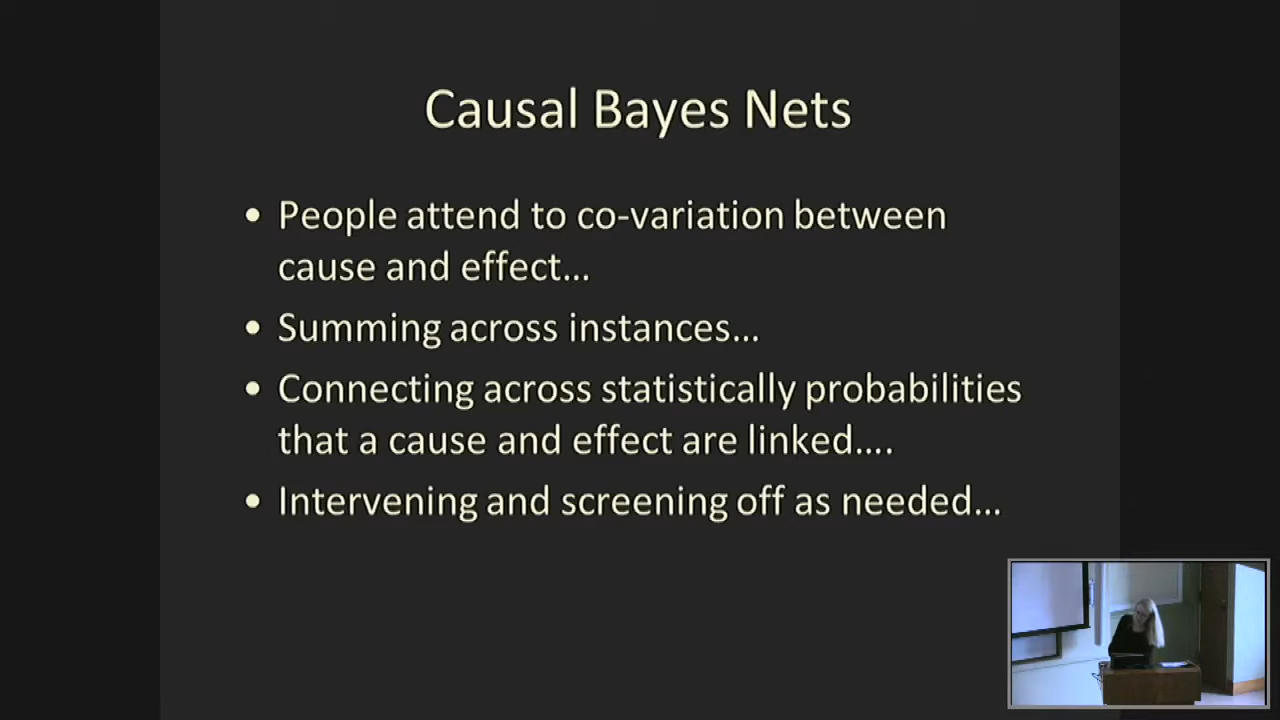 Causal Bayes Nets
• People attend to co-variation between
cause and effect...
• Summing across instances...
• Connecting across statistically probabilities
that a cause and effect are linked....
• Intervening and screening off as needed...